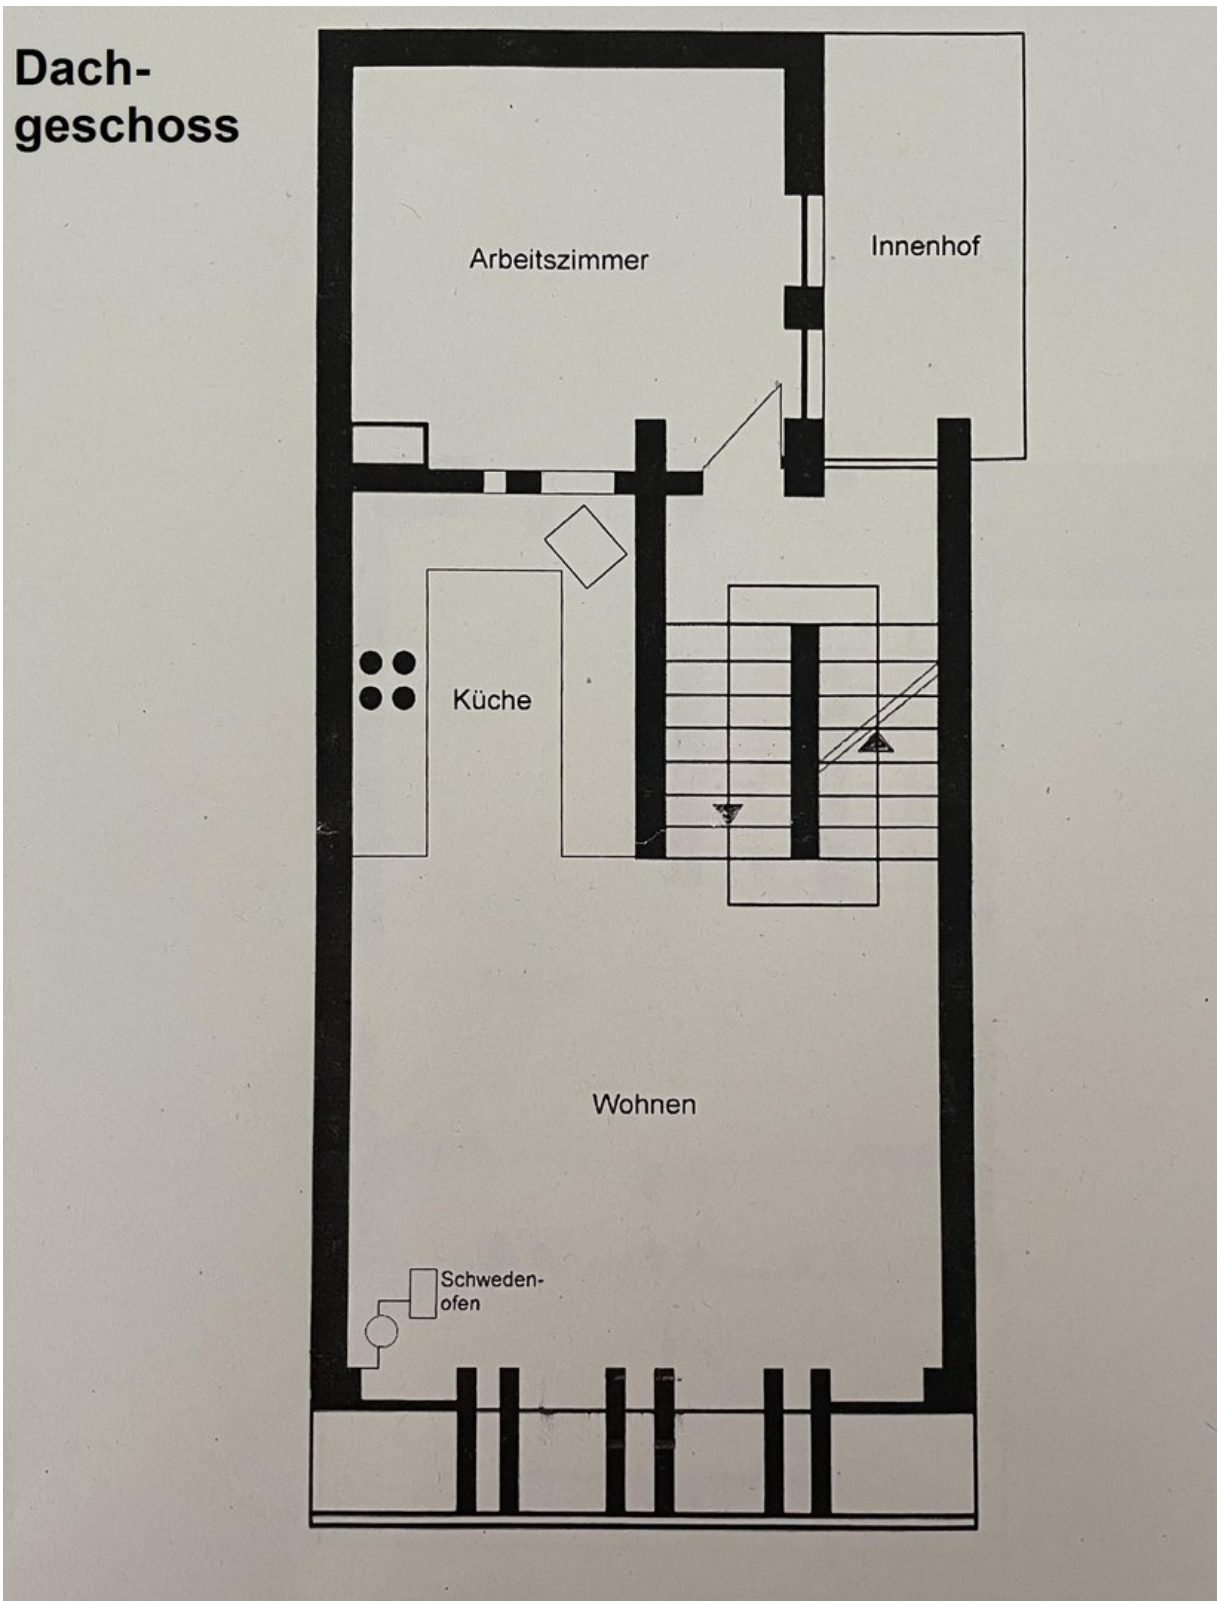 Dach-
geschoss
Arbeitszimmer
Innenhof
Küche
Wohnen
Schweden-
ofen